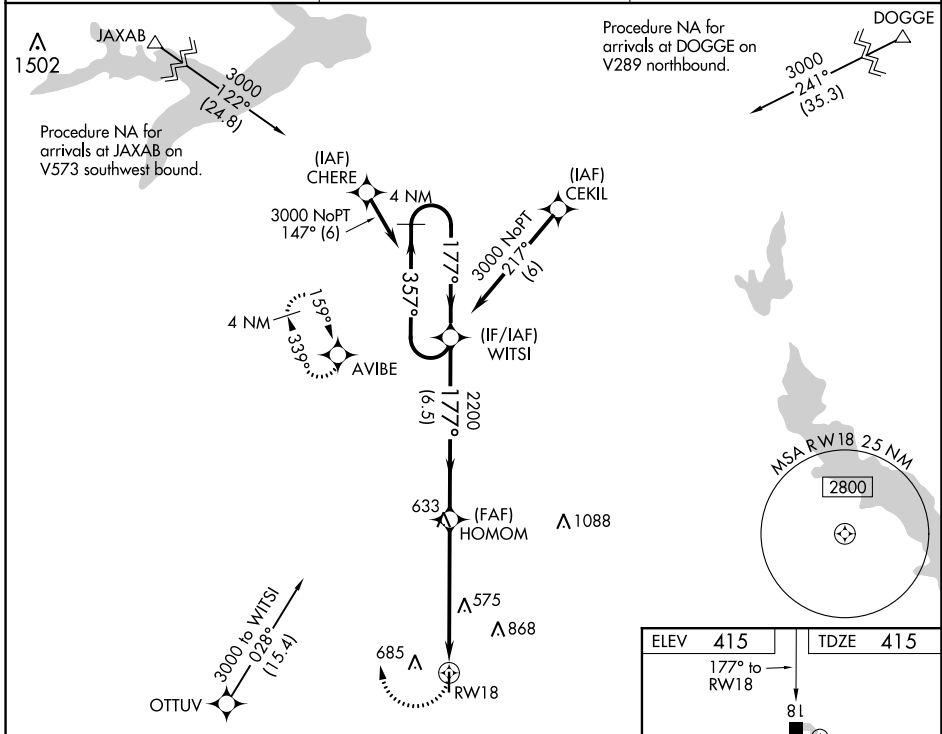 1502
JAXAB
3000
122°
(24.8)
Procedure NA for
arrivals at JAXAB on
V573 southwest bound.
Procedure NA for
arrivals at DOGGE on
V289 northbound.
DOGGE
3000
241°
(35.3)
(IAF)
CHERE
4 NM
3000 NoPT
147° (6)
(IAF)
CEKIL
3000 NoPT
217°
(6)
177°
357°
(IF/IAF)
WITSI
4 NM
159°
339°
AVIBE
2200
177°
(6.5)
MSA RW18 25 NM
2800
633
(FAF)
HOMOM
1088
575
868
685
RW18
3000 to WITSI
028°
(15.4)
OTTUV
ELEV 415
TDZE 415
177° to
RW18
18